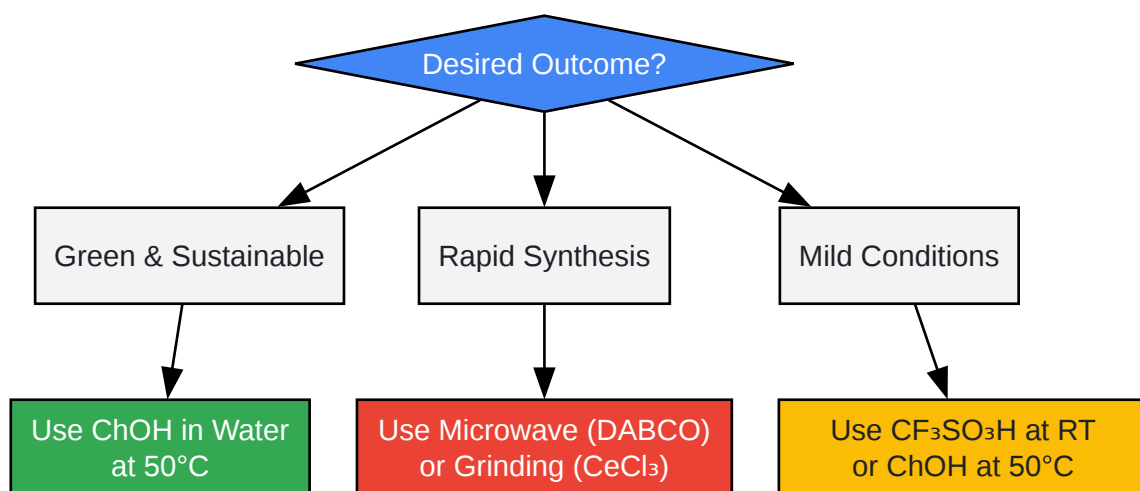 Desired Outcome?
Green & Sustainable
Rapid Synthesis
Mild Conditions
Use ChOH in Water
at 50°C
Use Microwave (DABCO)
or Grinding (CeCl₃)
Use CF₃SO₃H at RT
or ChOH at 50°C